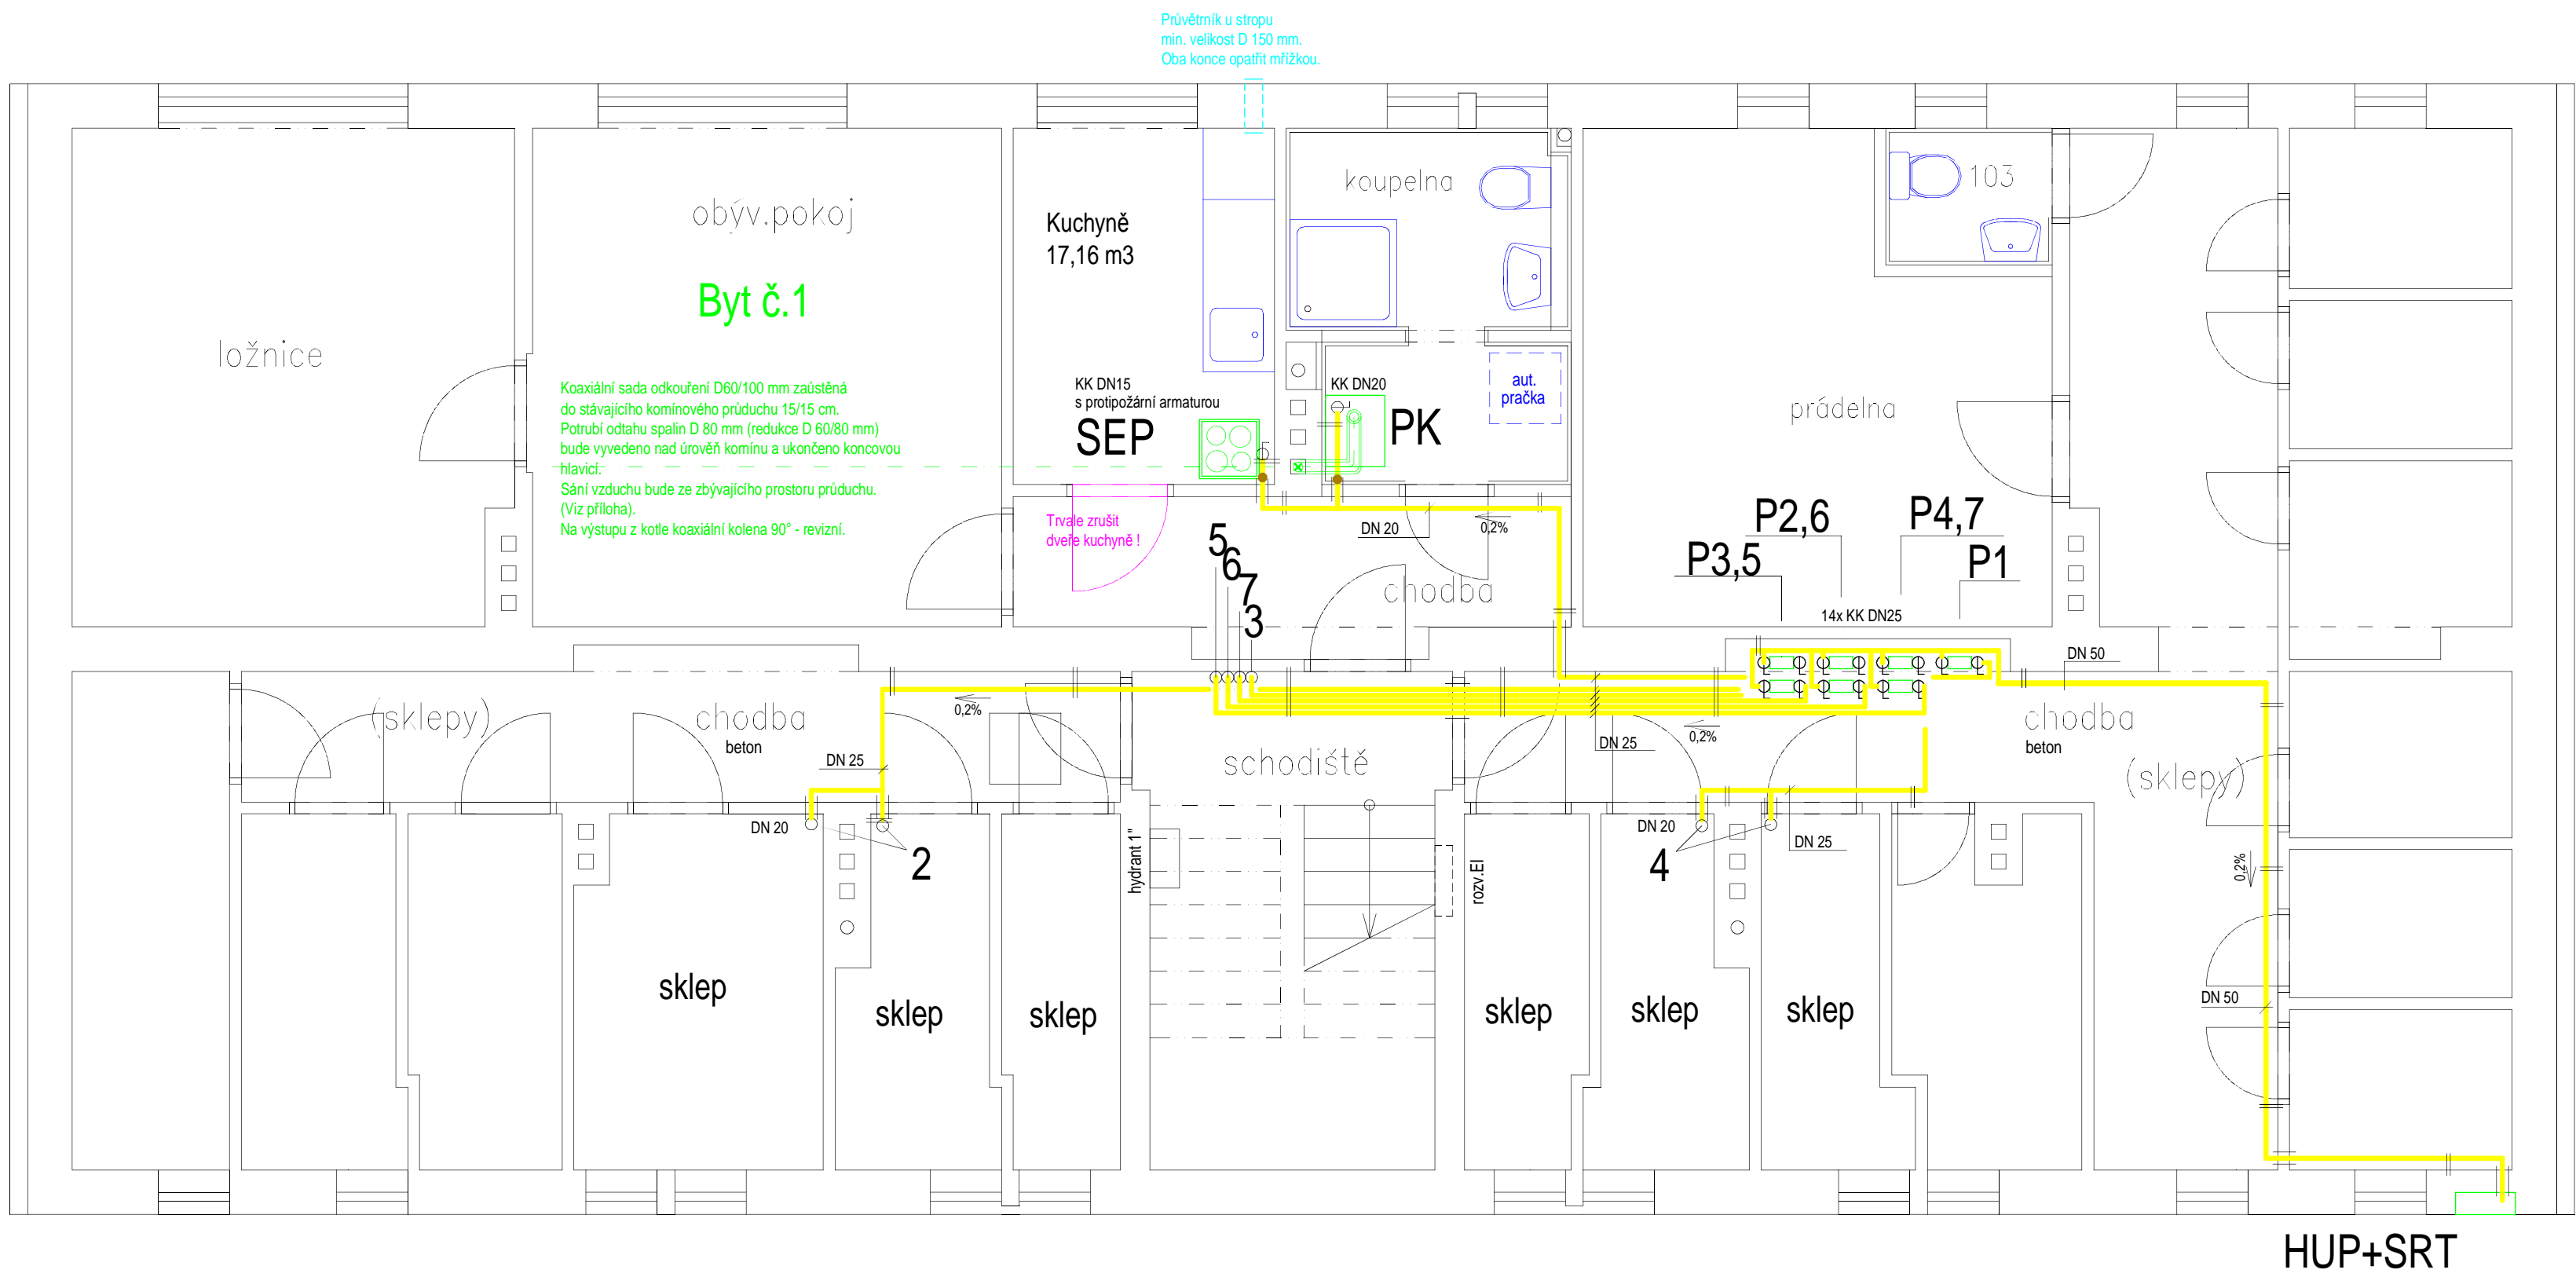 Průvětrník u stropu
min. velikost D 150 mm.
Oba konce opatřit mřížkou.
koupelna
103
obýv.pokoj
Kuchyně
17,16 m3
Byt č.1
ložnice
KK DN15
s protipožární armaturou
SEP
KK DN20
PK
aut.
pračka
prádelna
Koaxiální sada odkouření D60/100 mm zaústěná
do stávajícího komínového průduchu 15/15 cm.
Potrubí odtahu spalin D 80 mm (redukce D 60/80 mm)
bude vyvedeno nad úrověň komínu a ukončeno koncovou
hlavicí.
Sání vzduchu bude ze zbývajícího prostoru průduchu.
(Viz příloha).
Na výstupu z kotle koaxiální kolena 90° - revizní.
Trvale zrušit
dveře kuchyně !
DN 20
0,2%
P2,6
P4,7
P3,5
P1
5
6
7
3
chodba
14x KK DN25
DN 50
(sklepy)
chodba
beton
0,2%
DN 25
schodiště
DN 25
0,2%
chodba
beton
(sklepy)
DN 20
2
hydrant 1"
rozv.El
DN 20
4
DN 25
0,2%
DN 50
sklep
sklep
sklep
sklep
sklep
sklep
HUP+SRT